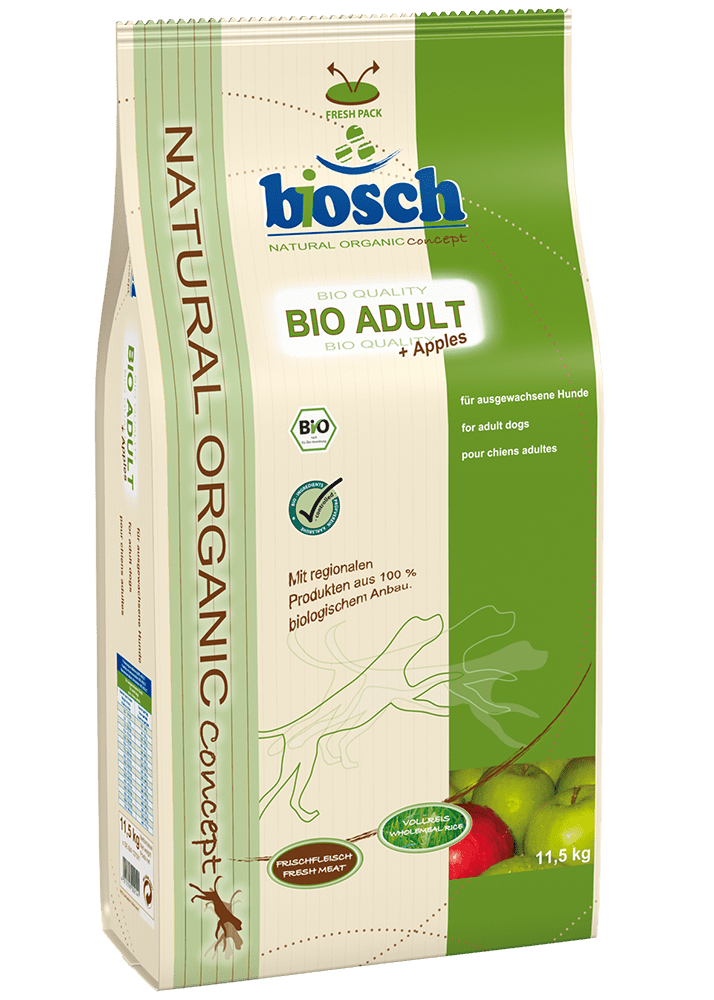 FRESH PACK
biosch
NATURAL ORGANIC concept
BIO QUALITY
BIO ADULT
BIO QUALITY
+ Apples
für ausgewachsene Hunde
for adult dogs
pour chiens adultes
BiO
BIO-INGREDIENTS
controlled
Mit regionalen
Produkten aus 100 %
biologischem Anbau.
VOLLREIS
WHOLEMEAL RICE
FRISCHFLEISCH
FRESH MEAT
11,5 kg
NATURAL ORGANIC concept
BIO ADULT
+ Apples
für ausgewachsene Hunde
for adult dogs
pour chiens adultes
11,5 kg